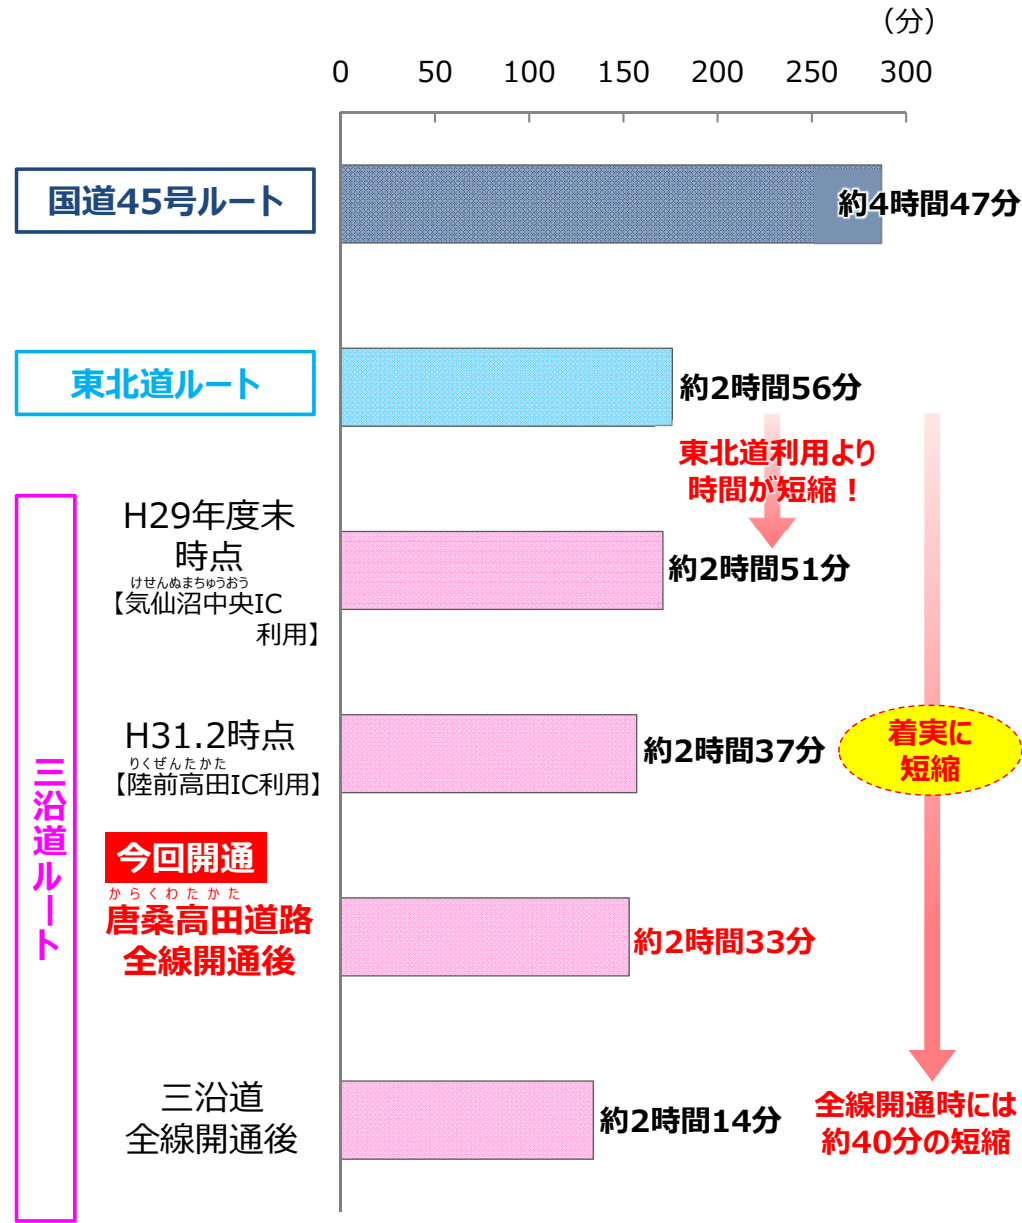 （分）
0 50 100 150 200 250 300
国道45号ルート
約4時間47分
東北道ルート
約2時間56分
東北道利用より
時間が短縮！
三沿道ルート
H29年度末
時点
けせんぬまちゅうおう
【気仙沼中央IC
利用】
約2時間51分
H31.2時点
りくぜんたかた
【陸前高田IC利用】
約2時間37分
着実に
短縮
今回開通
からくわたかた
唐桑高田道路
全線開通後
約2時間33分
三沿道
全線開通後
約2時間14分
全線開通時には
約40分の短縮